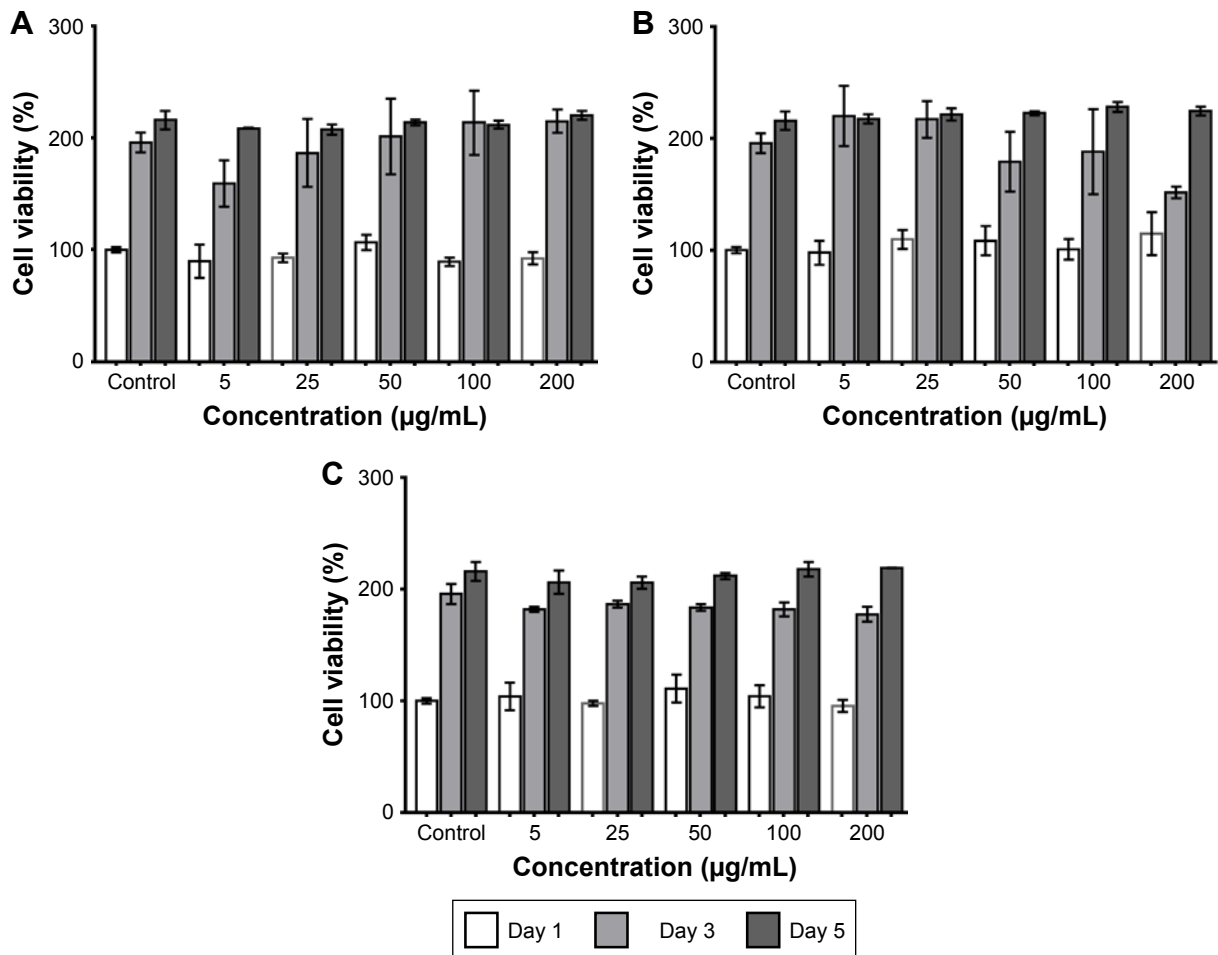 A
300
200
100
0
Cell viability (%)
Control 5 25 50 100 200
Concentration (µg/mL)
B
300
200
100
0
Cell viability (%)
Control 5 25 50 100 200
Concentration (µg/mL)
C
300
200
100
0
Cell viability (%)
Control 5 25 50 100 200
Concentration (µg/mL)
Day 1 Day 3 Day 5